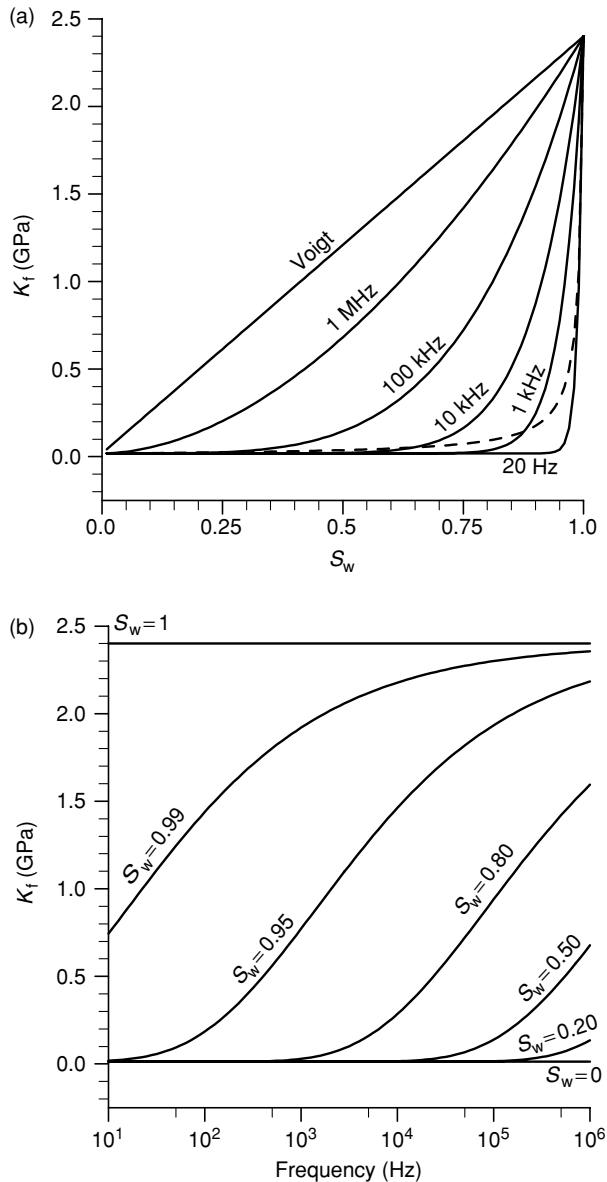 (a)
2.5
2.0
1.5
1.0
0.5
0.0
K_f (GPa)
Voigt
1 MHz
100 kHz
10 kHz
1 kHz
20 Hz
0.0 0.25 0.5 0.75 1.0
S_w
(b)
2.5
2.0
1.5
1.0
0.5
0.0
K_f (GPa)
S_w=1
S_w=0.99
S_w=0.95
S_w=0.80
S_w=0.50
S_w=0.20
S_w=0
10^1 10^2 10^3 10^4 10^5 10^6
Frequency (Hz)